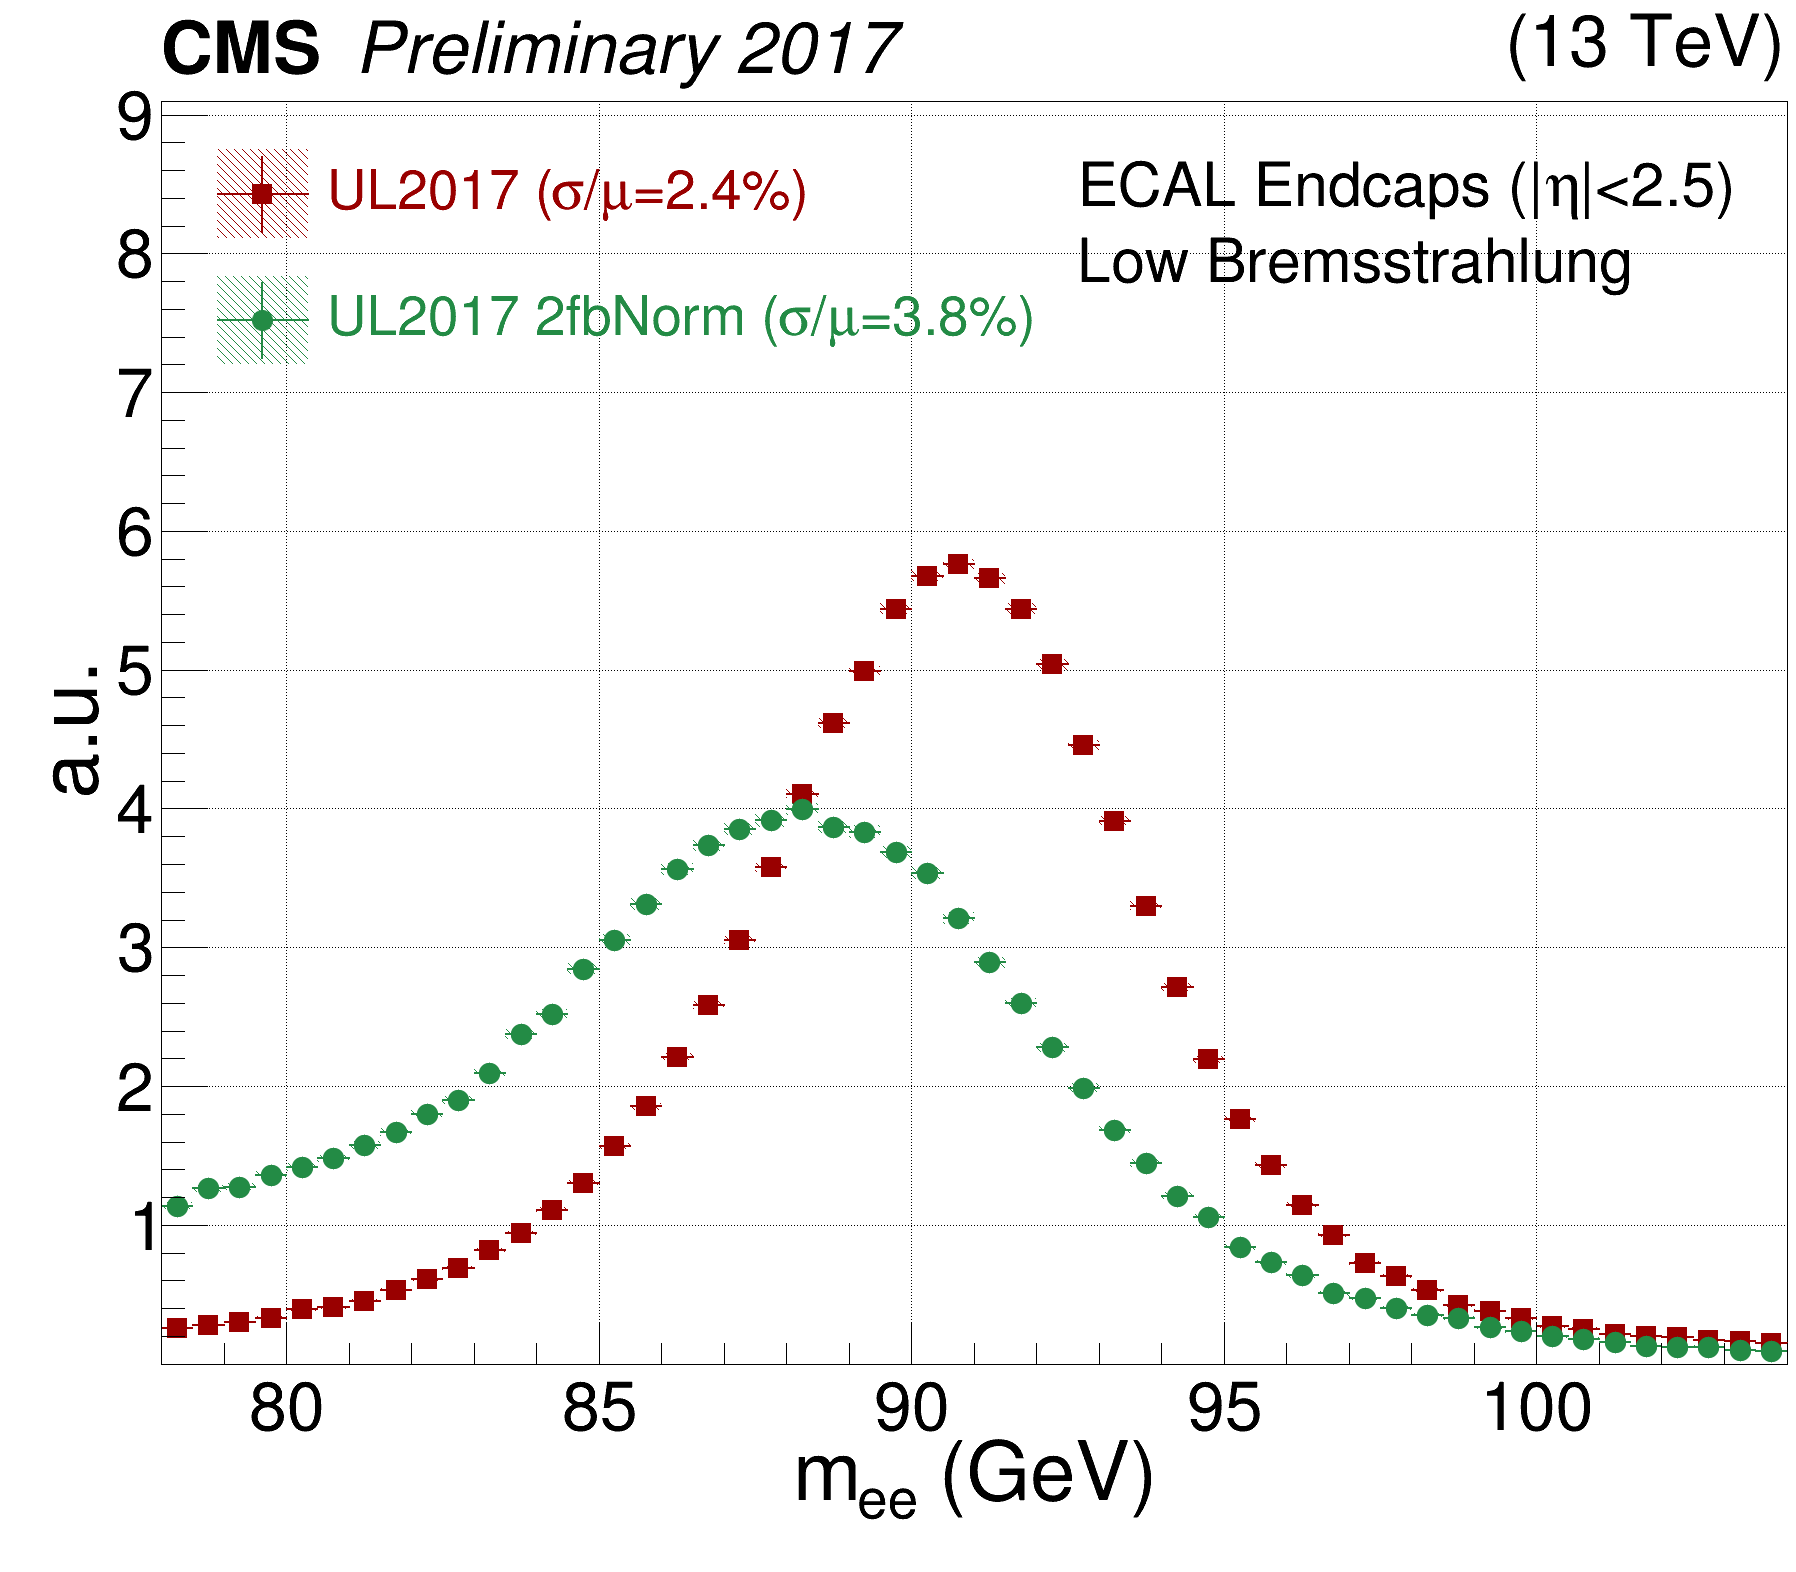 CMS Preliminary 2017 (13 TeV)
9
8
7
6
5
4
3
2
1
a.u.
UL2017 (σ/μ=2.4%)
UL2017 2fbNorm (σ/μ=3.8%)
ECAL Endcaps (|η|<2.5)
Low Bremsstrahlung
80 85 90 95 100
m_ee (GeV)